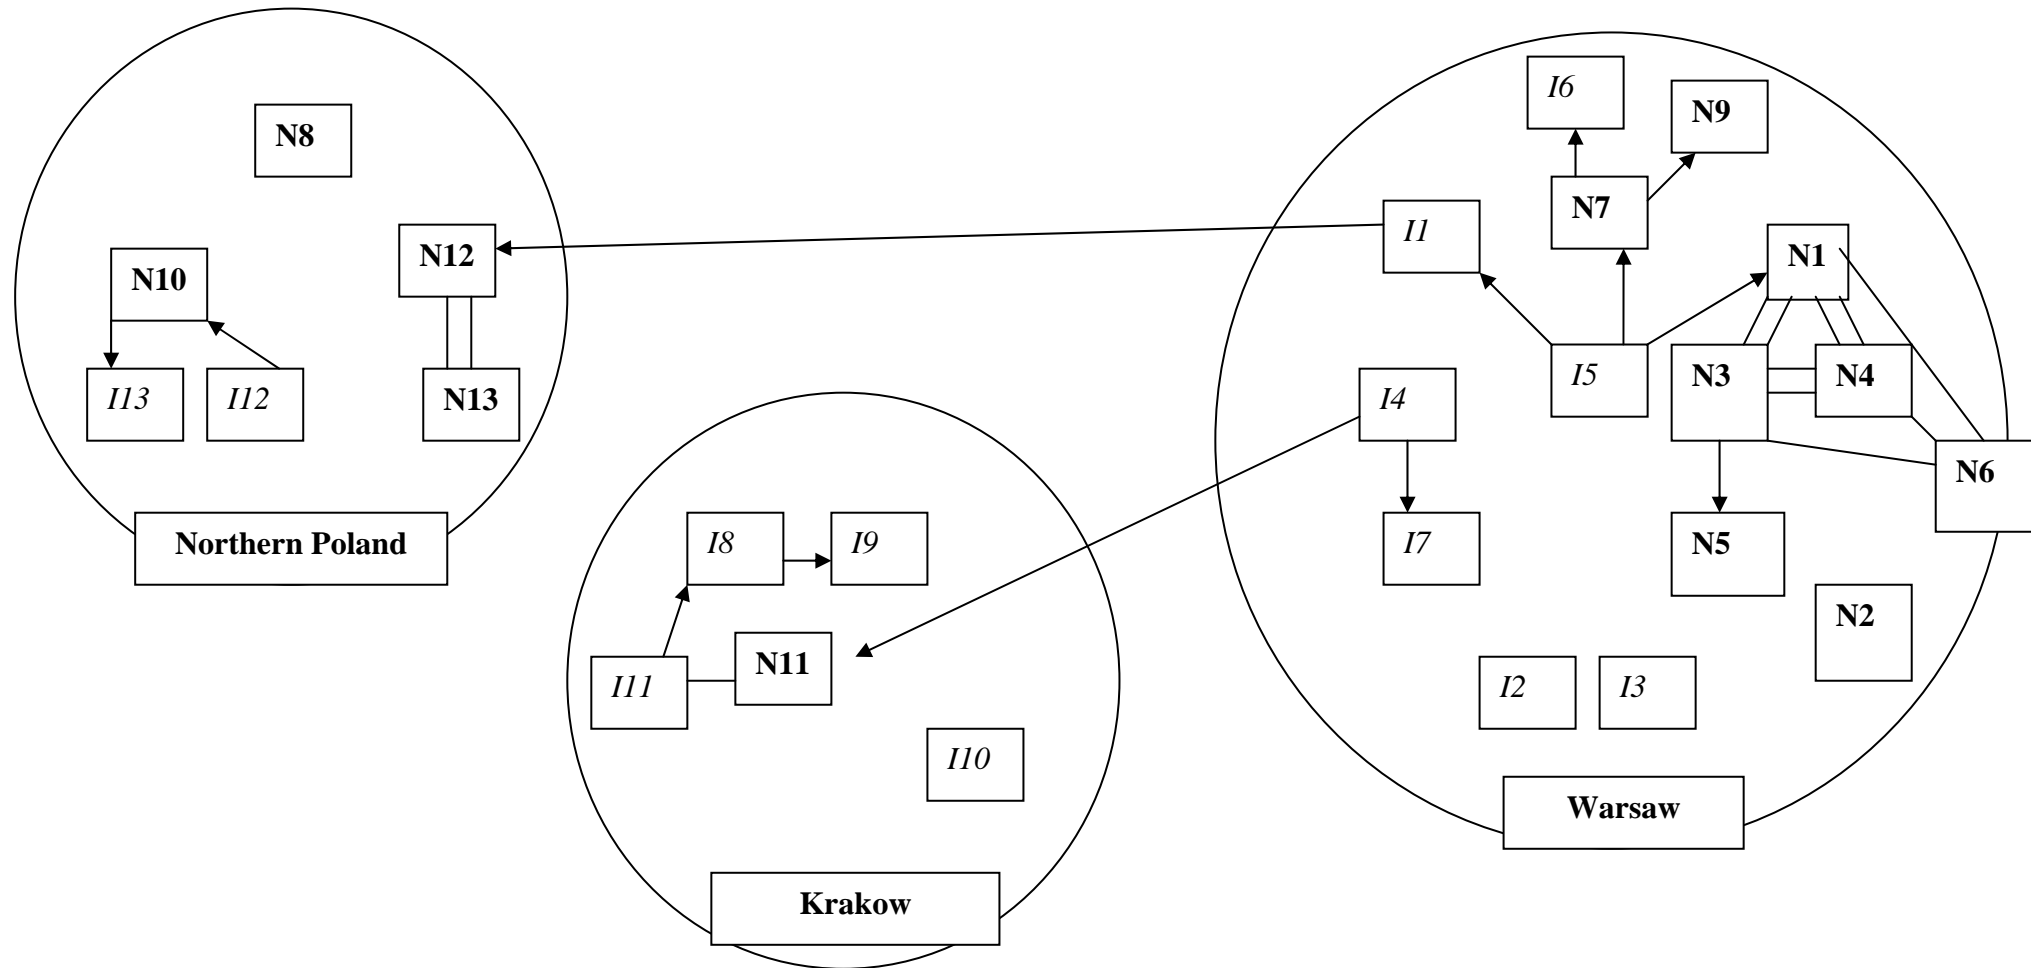 N8
N12
N10
I13
I12
N13
Northern Poland
I8
I9
N11
I11
I10
Krakow
I6
N9
N7
I1
N1
I5
N3
N4
I4
N6
I7
N5
N2
I2
I3
Warsaw